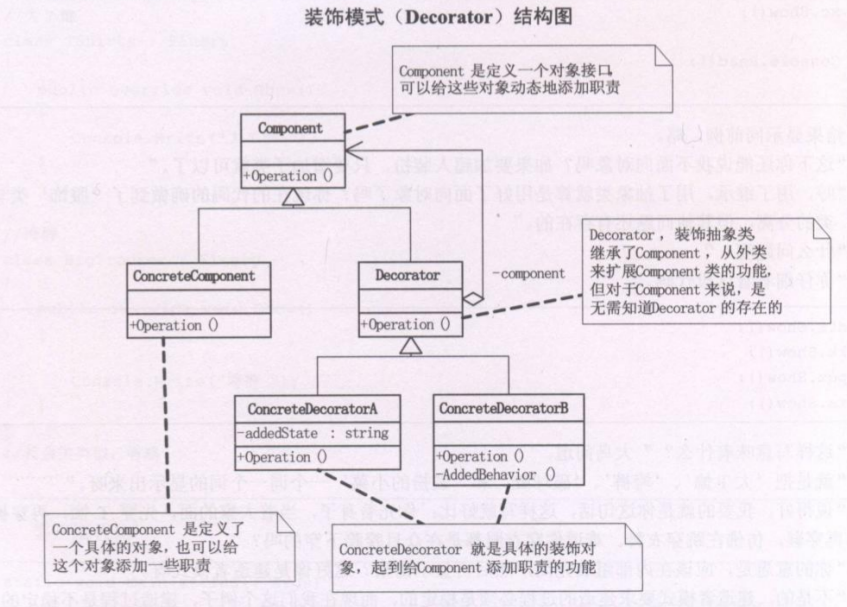 装饰模式（Decorator）结构图
Component 是定义一个对象接口,
可以给这些对象动态地添加职责
Component
+Operation ()
Decorator，装饰抽象类,
继承了Component，从外类
来扩展Component 类的功能,
但对于Component 来说，是
无需知道Decorator 的存在的
ConcreteComponent
+Operation ()
Decorator
+Operation ()
-component
ConcreteDecoratorA
-addedState : string
+Operation ()
ConcreteDecoratorB
+Operation ()
-AddedBehavior ()
ConcreteComponent 是定义了
一个具体的对象，也可以给
这个对象添加一些职责
ConcreteDecorator 就是具体的装饰对
象，起到给Component 添加职责的功能